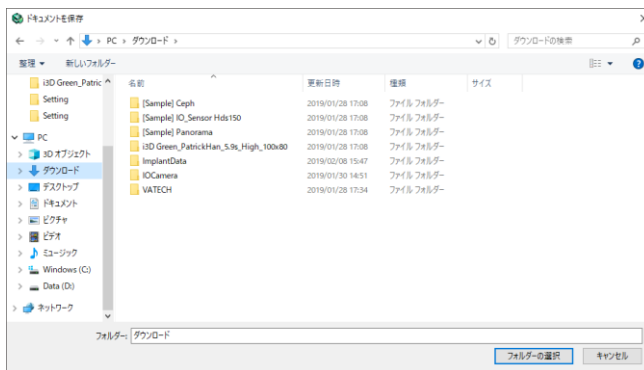 ドキュメントを保存
PC › ダウンロード ›
ダウンロードの検索
整理 新しいフォルダー
名前 更新日時 種類 サイズ
i3D Green_Patric
Setting
Setting
PC
3D オブジェクト
ダウンロード
デスクトップ
ドキュメント
ピクチャ
ビデオ
ミュージック
Windows (C:)
Data (D:)
ネットワーク
[Sample] Ceph 2019/01/28 17:08 ファイル フォルダー
[Sample] IO_Sensor Hds150 2019/01/28 17:08 ファイル フォルダー
[Sample] Panorama 2019/01/28 17:08 ファイル フォルダー
i3D Green_PatrickHan_5.9s_High_100x80 2019/01/28 17:08 ファイル フォルダー
ImplantData 2019/02/08 15:47 ファイル フォルダー
IOCamera 2019/01/30 14:51 ファイル フォルダー
VATECH 2019/01/28 17:34 ファイル フォルダー
フォルダー: ダウンロード
フォルダーの選択 キャンセル